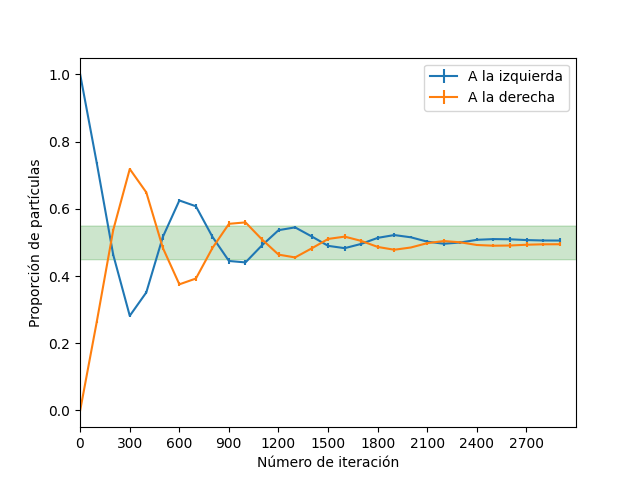 A la izquierda
A la derecha
Proporción de partículas
1.0
0.8
0.6
0.4
0.2
0.0
0 300 600 900 1200 1500 1800 2100 2400 2700
Número de iteración